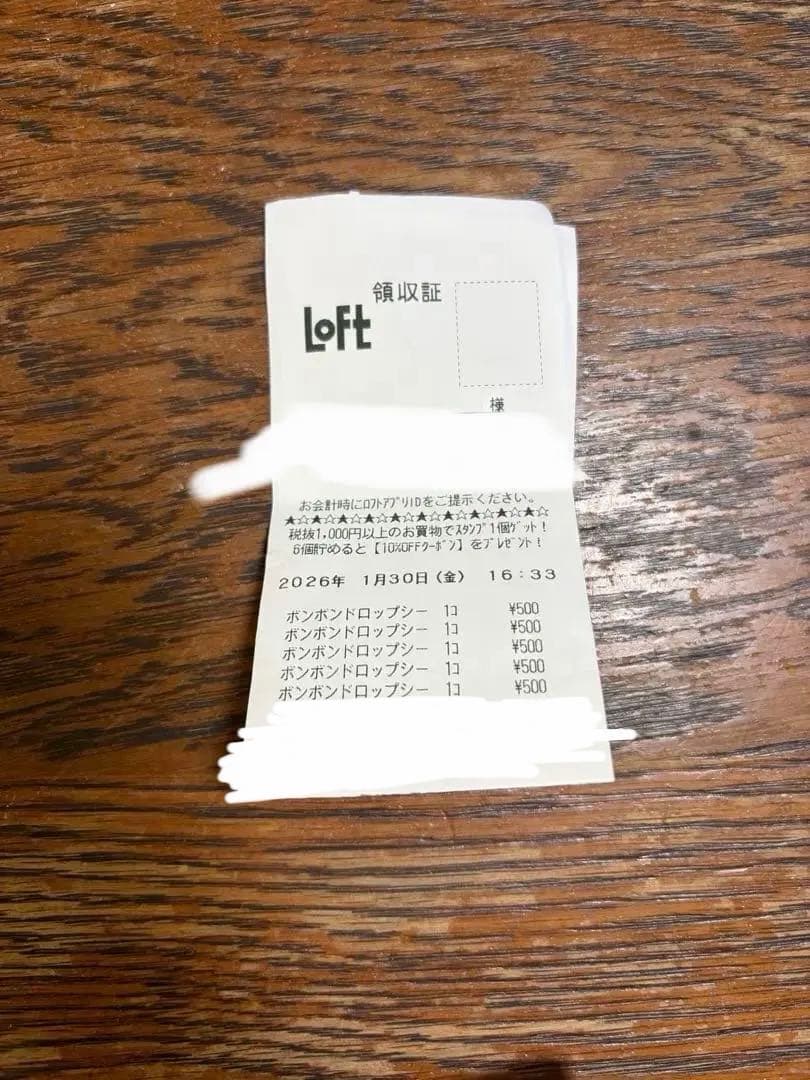 領収証
LoFt
様
お会計時にロフトアプリIDをご提示ください。
★☆★☆★☆★☆★☆★☆★☆★☆★☆★☆
税抜1,000円以上のお買物でスタンプ1個ゲット!
6個貯めると【10%OFFクーポン】をプレゼント!
2026年 1月30日(金) 16:33
ボンボンドロップシー 1コ ¥500
ボンボンドロップシー 1コ ¥500
ボンボンドロップシー 1コ ¥500
ボンボンドロップシー 1コ ¥500
ボンボンドロップシー 1コ ¥500